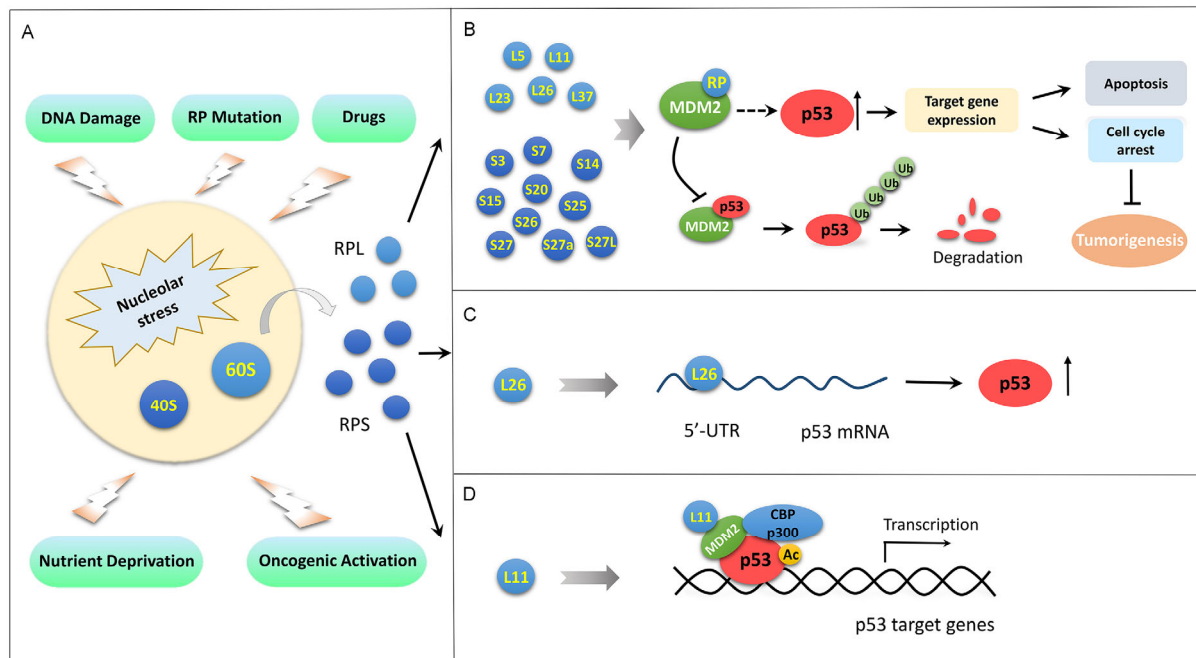 A
DNA Damage
RP Mutation
Drugs
Nucleolar
stress
60S
40S
RPL
RPS
Nutrient Deprivation
Oncogenic Activation
B
L5
L11
L23
L26
L37
S3
S7
S14
S15
S20
S25
S26
S27
S27a
S27L
RP
MDM2
p53
Target gene
expression
Apoptosis
Cell cycle
arrest
Tumorigenesis
p53
MDM2
p53
Ub
Ub
Ub
Ub
Degradation
C
L26
L26
5’-UTR
p53 mRNA
p53
D
L11
L11
MDM2
CBP
p300
p53
Ac
Transcription
p53 target genes